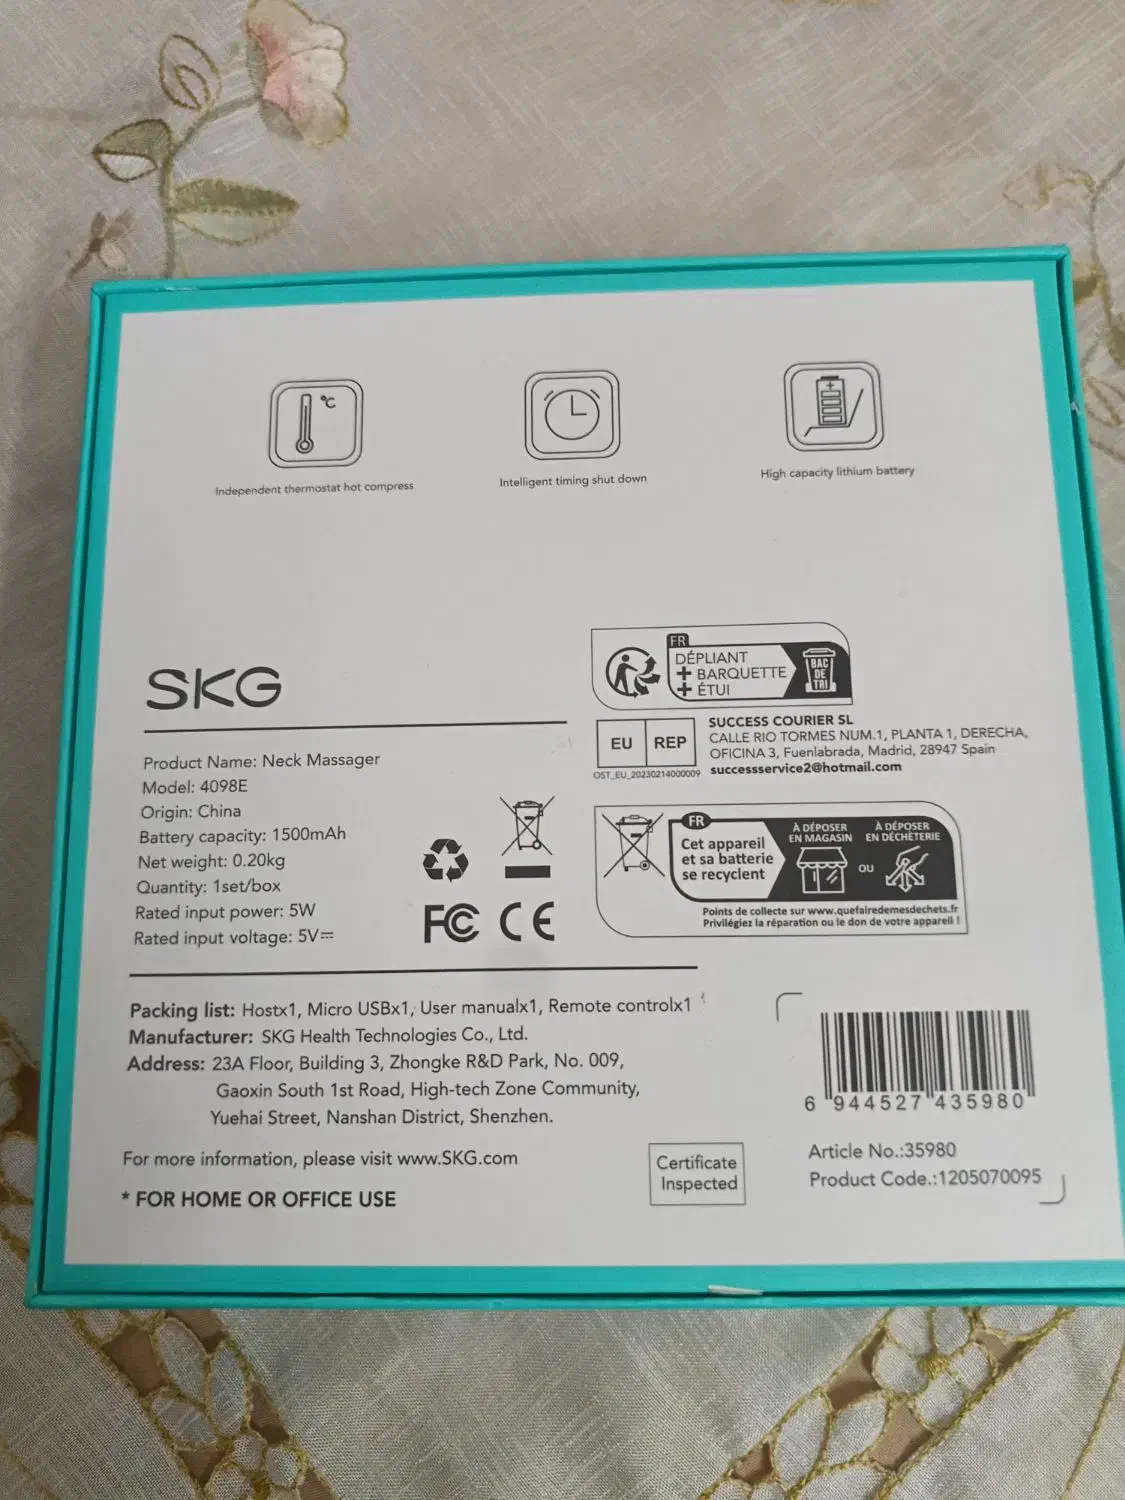 °C
Independent thermostat hot compress
Intelligent timing shut down
High capacity lithium battery
SKG
Product Name: Neck Massager
Model: 4098E
Origin: China
Battery capacity: 1500mAh
Net weight: 0.20kg
Quantity: 1set/box
Rated input power: 5W
Rated input voltage: 5V⎓
FC CE
FR
DÉPLIANT
+ BARQUETTE
+ ÉTUI
BAC
DE
TRI
EU REP
OST_EU_20230214000009
SUCCESS COURIER SL
CALLE RIO TORMES NUM.1, PLANTA 1, DERECHA,
OFICINA 3, Fuenlabrada, Madrid, 28947 Spain
successservice2@hotmail.com
FR
Cet appareil
et sa batterie
se recyclent
À DÉPOSER
EN MAGASIN
OU
À DÉPOSER
EN DÉCHÈTERIE
Points de collecte sur www.quefairedemesdechets.fr
Privilégiez la réparation ou le don de votre appareil !
Packing list: Hostx1, Micro USBx1, User manualx1, Remote controlx1
Manufacturer: SKG Health Technologies Co., Ltd.
Address: 23A Floor, Building 3, Zhongke R&D Park, No. 009,
Gaoxin South 1st Road, High-tech Zone Community,
Yuehai Street, Nanshan District, Shenzhen.
For more information, please visit www.SKG.com
* FOR HOME OR OFFICE USE
Certificate
Inspected
6 944527 435980
Article No.:35980
Product Code.:1205070095